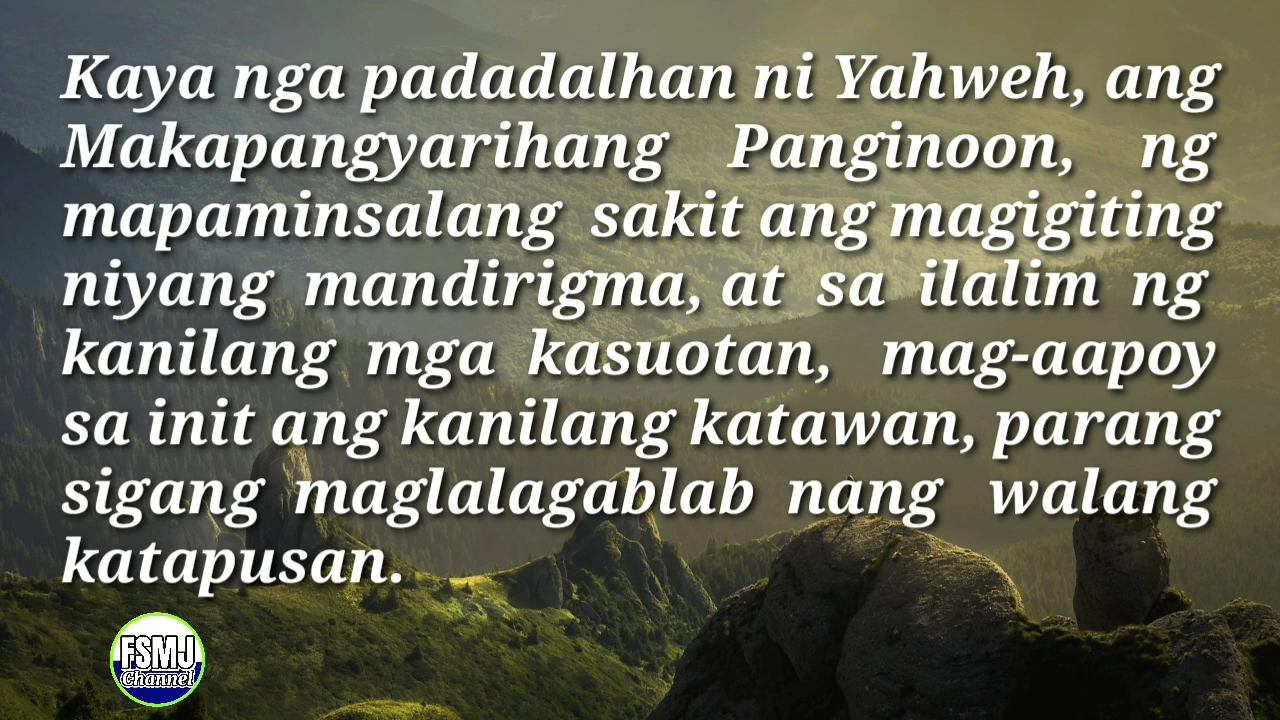 Kaya nga padadalhan ni Yahweh, ang
Makapangyarihang Panginoon, ng
mapaminsalang sakit ang magigiting
niyang mandirigma, at sa ilalim ng
kanilang mga kasuotan, mag-aapoy
sa init ang kanilang katawan, parang
sigang maglalagablab nang walang
katapusan.
FSMJ
Channel